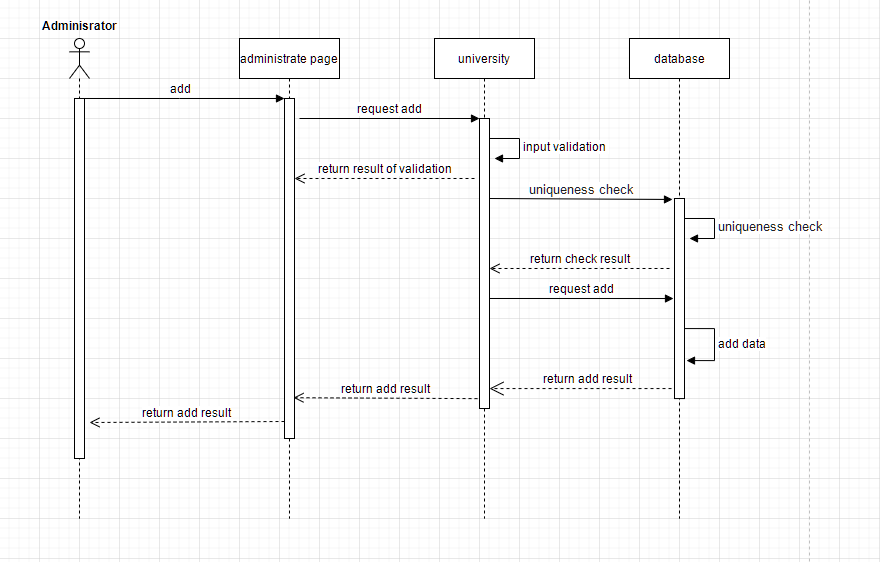 Adminisrator
administrate page
university
database
add
request add
input validation
return result of validation
uniqueness check
uniqueness check
return check result
request add
add data
return add result
return add result
return add result